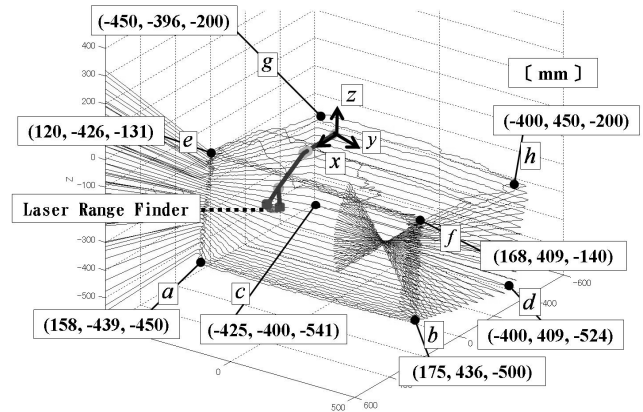 (-450, -396, -200)
[ mm ]
g
z
400
300
200
(120, -426, -131)
e
y
(-400, 450, -200)
100
x
h
0
Z
-100
Laser Range Finder
-200
-300
f
(168, 409, -140)
-400
-600
-500
a
c
d
400
(158, -439, -450)
(-425, -400, -541)
b
0
(-400, 409, -524)
0
(175, 436, -500)
500
600